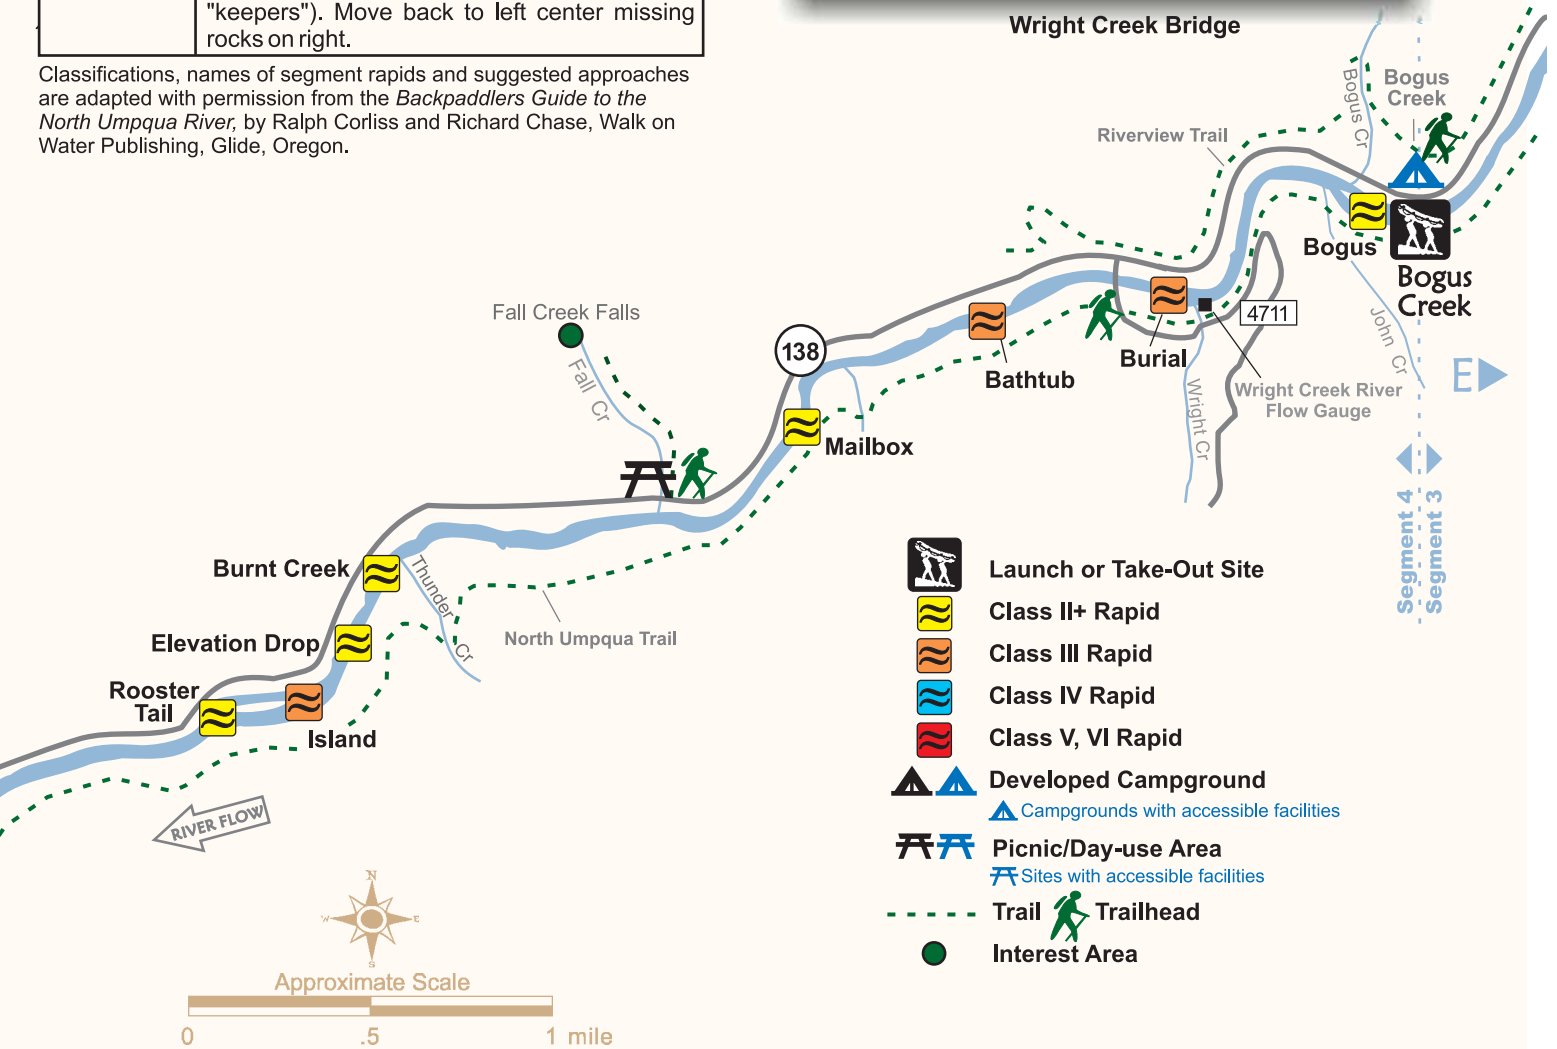 "keepers"). Move back to left center missing
rocks on right.
Classifications, names of segment rapids and suggested approaches
are adapted with permission from the Backpaddlers Guide to the
North Umpqua River, by Ralph Corliss and Richard Chase, Walk on
Water Publishing, Glide, Oregon.
Wright Creek Bridge
Bogus Cr
Bogus
Creek
Riverview Trail
Bogus
Bogus
Creek
4711
John Cr
E
Fall Creek Falls
Fall Cr
138
Burial
Bathtub
Wright Creek River
Flow Gauge
Wright Cr
Mailbox
Segment 4
Segment 3
Burnt Creek
Thunder Cr
Elevation Drop
North Umpqua Trail
Rooster
Tail
Island
RIVER FLOW
Launch or Take-Out Site
Class II+ Rapid
Class III Rapid
Class IV Rapid
Class V, VI Rapid
Developed Campground
Campgrounds with accessible facilities
Picnic/Day-use Area
Sites with accessible facilities
Trail
Trailhead
Interest Area
N
W
E
S
Approximate Scale
0 .5 1 mile